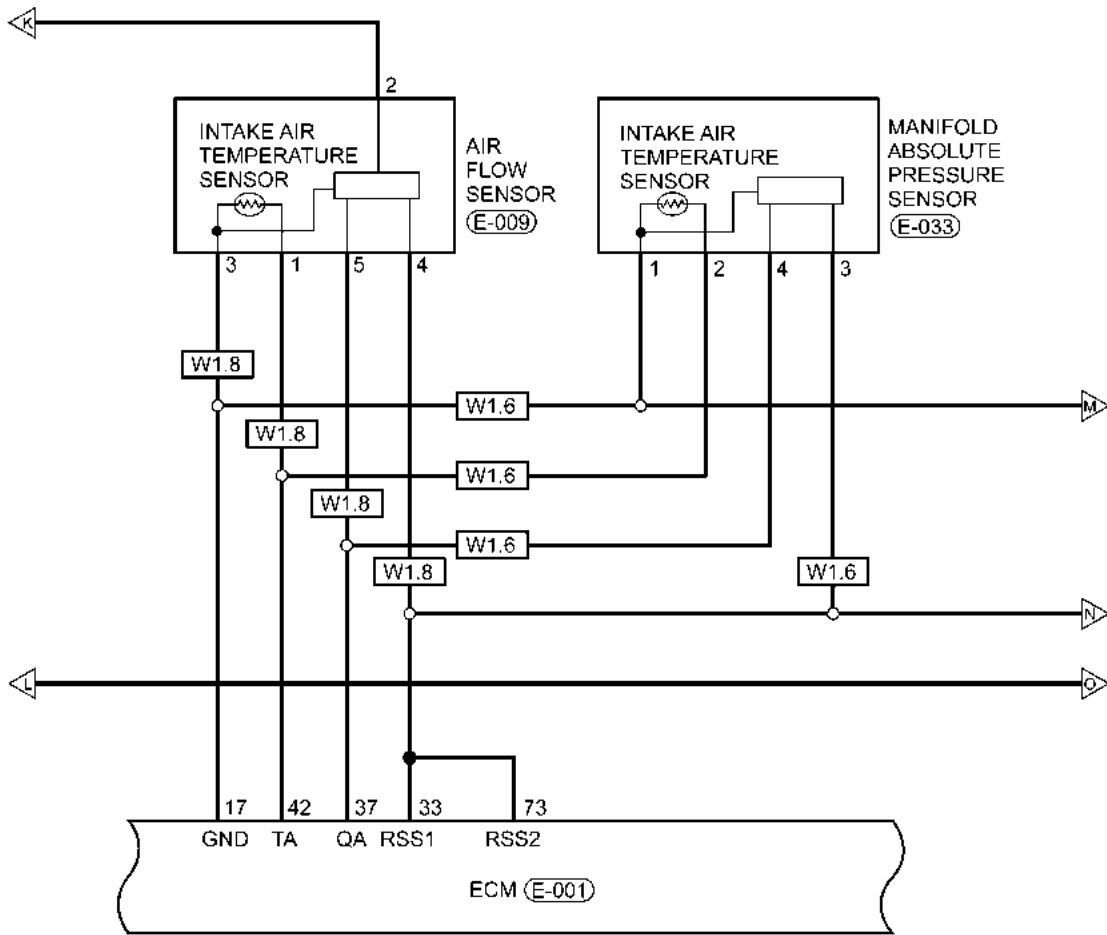 K
2
INTAKE AIR
TEMPERATURE
SENSOR
AIR
FLOW
SENSOR
E-009
INTAKE AIR
TEMPERATURE
SENSOR
MANIFOLD
ABSOLUTE
PRESSURE
SENSOR
E-033
3 1 5 4
1 2 4 3
W1.8
W1.6
M
W1.8
W1.6
W1.8
W1.6
W1.8
W1.6
N
L
O
17 42 37 33 73
GND TA QA RSS1 RSS2
ECM E-001